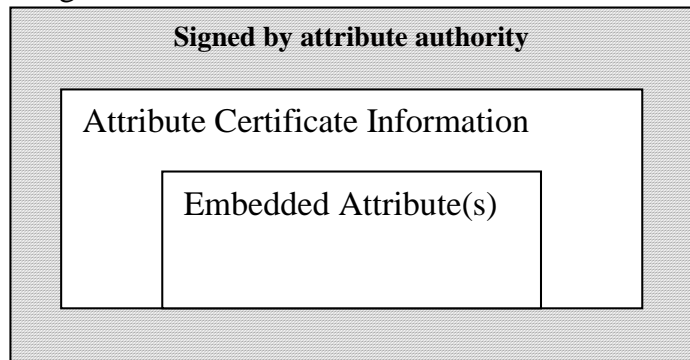 Signed by attribute authority
Attribute Certificate Information
Embedded Attribute(s)